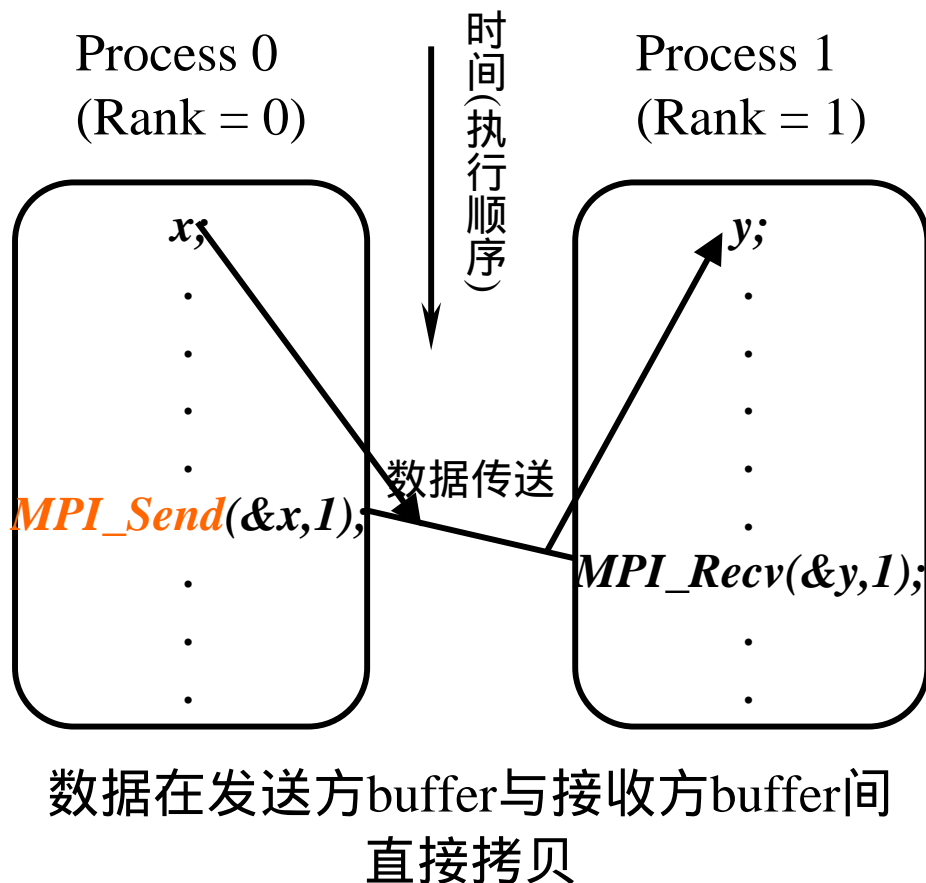 Process 0
(Rank = 0)
时间(执行顺序)
Process 1
(Rank = 1)
x;
y;
数据传送
MPI_Send(&x,1);
MPI_Recv(&y,1);
数据在发送方buffer与接收方buffer间
直接拷贝